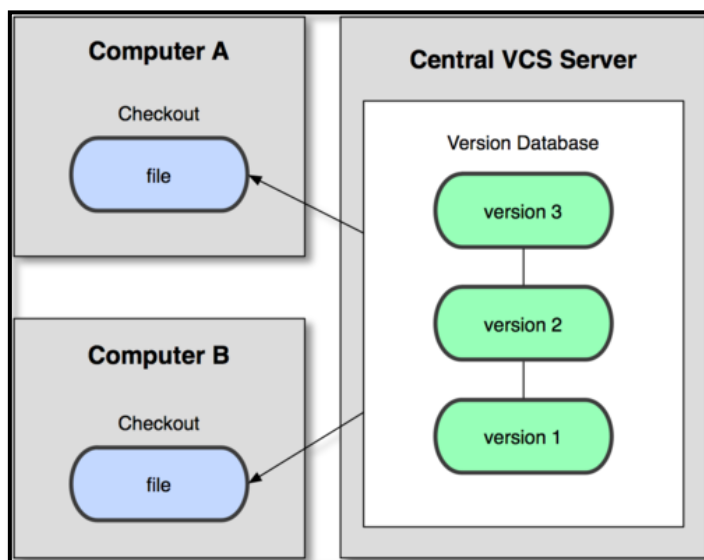 Computer A
Checkout
file
Computer B
Checkout
file
Central VCS Server
Version Database
version 3
version 2
version 1